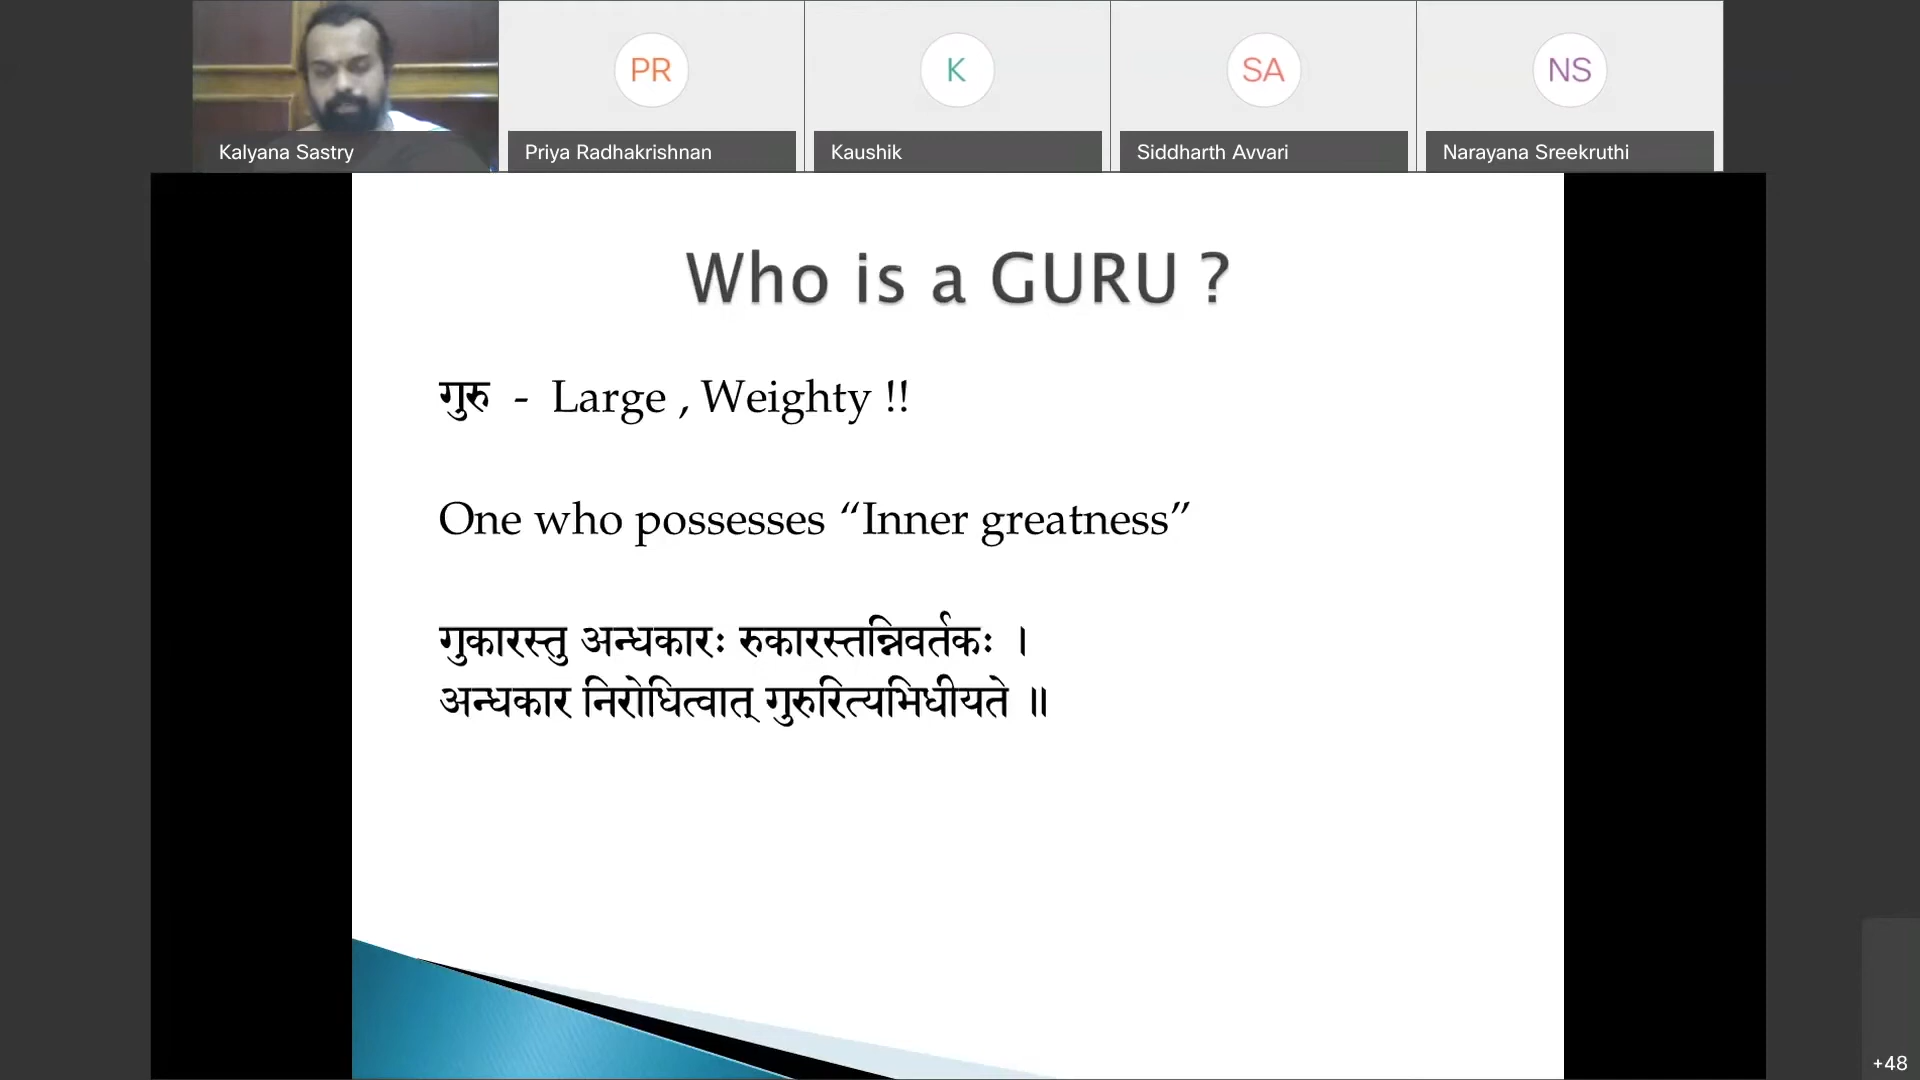 PR
K
SA
NS
Kalyana Sastry
Priya Radhakrishnan
Kaushik
Siddharth Avvari
Narayana Sreekruthi
Who is a GURU ?
गुरु - Large , Weighty !!
One who possesses “Inner greatness”
गुकारस्तु अन्धकारः रुकारस्तन्निवर्तकः ।
अन्धकार निरोधित्वात् गुरुरित्यभिधीयते ॥
+48